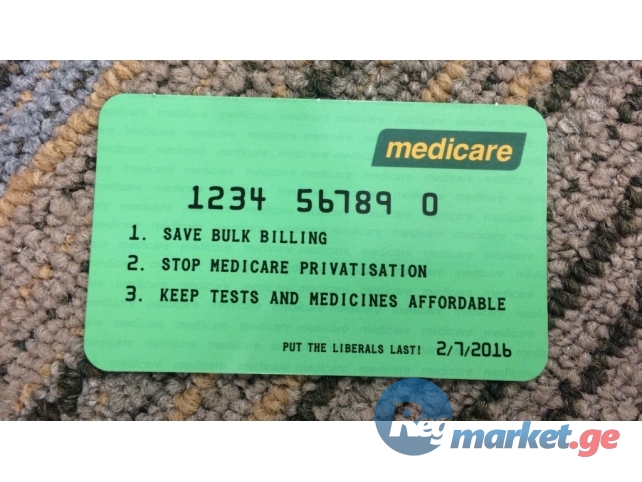 medicare
1234 56789 0
1. SAVE BULK BILLING
2. STOP MEDICARE PRIVATISATION
3. KEEP TESTS AND MEDICINES AFFORDABLE
PUT THE LIBERALS LAST! 2/7/2016
Reg market.ge